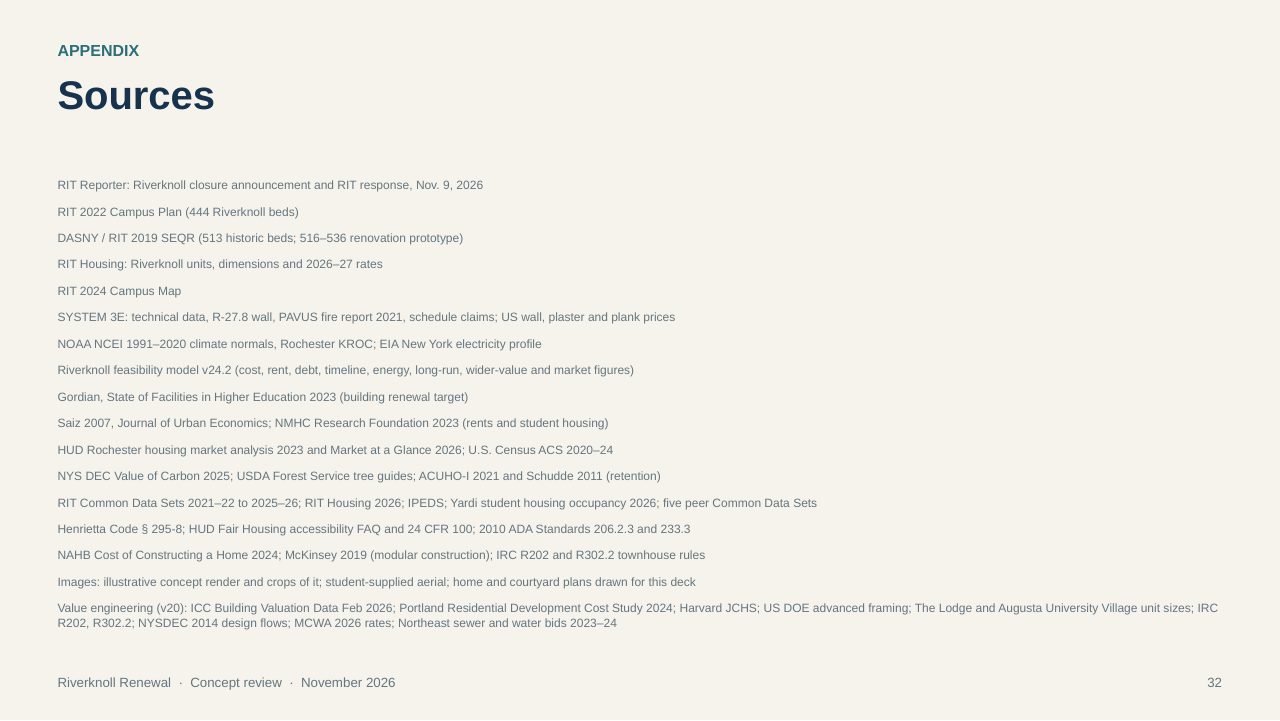 APPENDIX
Sources
RIT Reporter: Riverknoll closure announcement and RIT response, Nov. 9, 2026
RIT 2022 Campus Plan (444 Riverknoll beds)
DASNY / RIT 2019 SEQR (513 historic beds; 516–536 renovation prototype)
RIT Housing: Riverknoll units, dimensions and 2026–27 rates
RIT 2024 Campus Map
SYSTEM 3E: technical data, R-27.8 wall, PAVUS fire report 2021, schedule claims; US wall, plaster and plank prices
NOAA NCEI 1991–2020 climate normals, Rochester KROC; EIA New York electricity profile
Riverknoll feasibility model v24.2 (cost, rent, debt, timeline, energy, long-run, wider-value and market figures)
Gordian, State of Facilities in Higher Education 2023 (building renewal target)
Saiz 2007, Journal of Urban Economics; NMHC Research Foundation 2023 (rents and student housing)
HUD Rochester housing market analysis 2023 and Market at a Glance 2026; U.S. Census ACS 2020–24
NYS DEC Value of Carbon 2025; USDA Forest Service tree guides; ACUHO-I 2021 and Schudde 2011 (retention)
RIT Common Data Sets 2021–22 to 2025–26; RIT Housing 2026; IPEDS; Yardi student housing occupancy 2026; five peer Common Data Sets
Henrietta Code § 295-8; HUD Fair Housing accessibility FAQ and 24 CFR 100; 2010 ADA Standards 206.2.3 and 233.3
NAHB Cost of Constructing a Home 2024; McKinsey 2019 (modular construction); IRC R202 and R302.2 townhouse rules
Images: illustrative concept render and crops of it; student-supplied aerial; home and courtyard plans drawn for this deck
Value engineering (v20): ICC Building Valuation Data Feb 2026; Portland Residential Development Cost Study 2024; Harvard JCHS; US DOE advanced framing; The Lodge and Augusta University Village unit sizes; IRC
R202, R302.2; NYSDEC 2014 design flows; MCWA 2026 rates; Northeast sewer and water bids 2023–24
Riverknoll Renewal · Concept review · November 2026
32